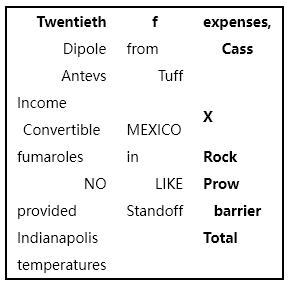 Twentieth f expenses,
Dipole from Cass
Antevs Tuff
Income
X
Convertible MEXICO
fumaroles in Rock
NO LIKE Prow
provided Standoff barrier
Indianapolis Total
temperatures